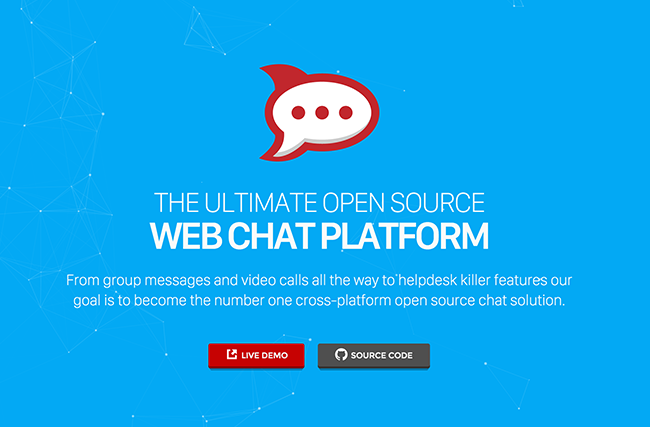 THE ULTIMATE OPEN SOURCE
WEB CHAT PLATFORM
From group messages and video calls all the way to helpdesk killer features our
goal is to become the number one cross-platform open source chat solution.
LIVE DEMO
SOURCE CODE